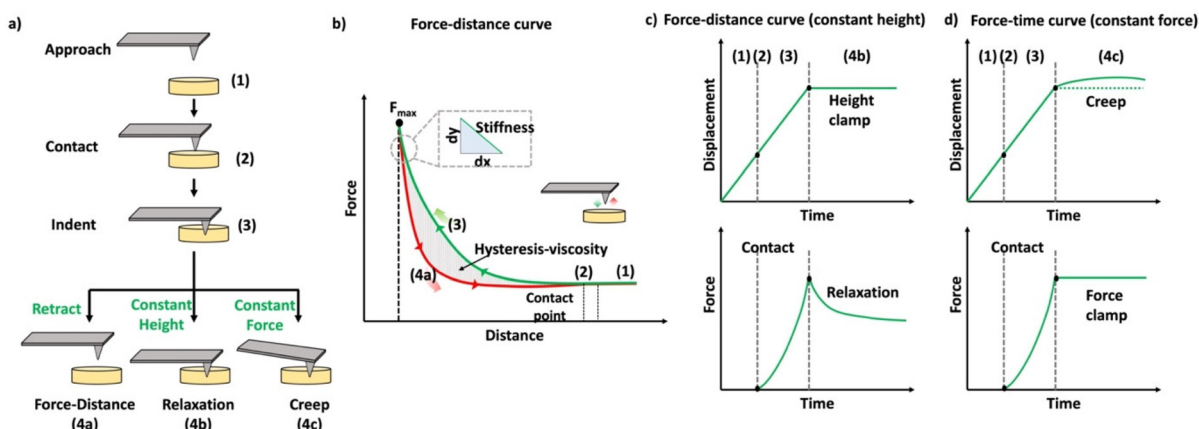 a)
Approach
(1)
Contact
(2)
Indent
(3)
Retract
Constant
Height
Constant
Force
Force-Distance
(4a)
Relaxation
(4b)
Creep
(4c)
b)
Force-distance curve
Fmax
dy
Stiffness
dx
Force
(3)
Hysteresis-viscosity
(4a)
(2)
(1)
Contact
point
Distance
c) Force-distance curve (constant height)
(1) (2) (3) (4b)
Displacement
Height
clamp
Time
Contact
Force
Relaxation
Time
d) Force-time curve (constant force)
(1) (2) (3) (4c)
Displacement
Creep
Time
Contact
Force
Force
clamp
Time